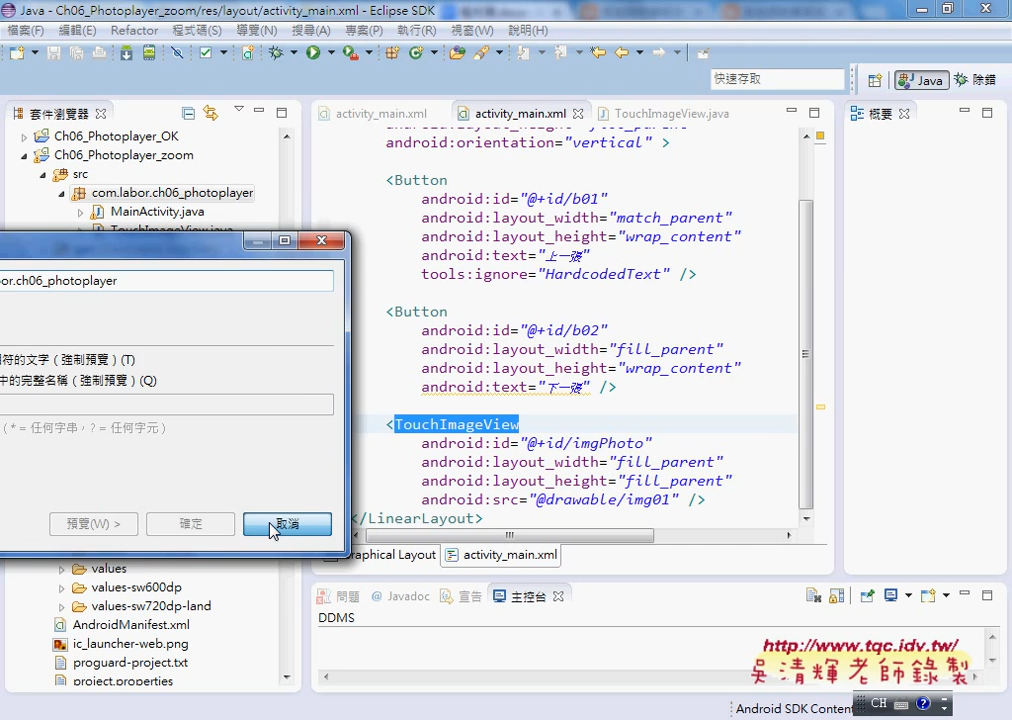 Java - Ch06_Photoplayer_zoom/res/layout/activity_main.xml - Eclipse SDK
檔案(F) 編輯(E) Refactor 程式碼(S) 導覽(N) 搜尋(A) 專案(P) 執行(R) 視窗(W) 說明(H)
快速存取
Java
除錯
套件瀏覽器
activity_main.xml
activity_main.xml
TouchImageView.java
概要
Ch06_Photoplayer_OK
Ch06_Photoplayer_zoom
src
com.labor.ch06_photoplayer
MainActivity.java
TouchImageView.java
android:layout_height="fill_parent"
android:orientation="vertical" >
<Button
android:id="@+id/b01"
android:layout_width="match_parent"
android:layout_height="wrap_content"
android:text="上一張"
tools:ignore="HardcodedText" />
<Button
android:id="@+id/b02"
android:layout_width="fill_parent"
android:layout_height="wrap_content"
android:text="下一張" />
<TouchImageView
android:id="@+id/imgPhoto"
android:layout_width="fill_parent"
android:layout_height="fill_parent"
android:src="@drawable/img01" />
</LinearLayout>
or.ch06_photoplayer
符的文字（強制預覽）(T)
中的完整名稱（強制預覽）(Q)
(* = 任何字串，? = 任何字元)
預覽(W) >
確定
取消
raphical Layout
activity_main.xml
values
values-sw600dp
values-sw720dp-land
AndroidManifest.xml
ic_launcher-web.png
proguard-project.txt
project.properties
問題
@ Javadoc
宣告
主控台
DDMS
http://www.tqc.idv.tw/
吳清輝老師錄製
Android SDK Content
CH